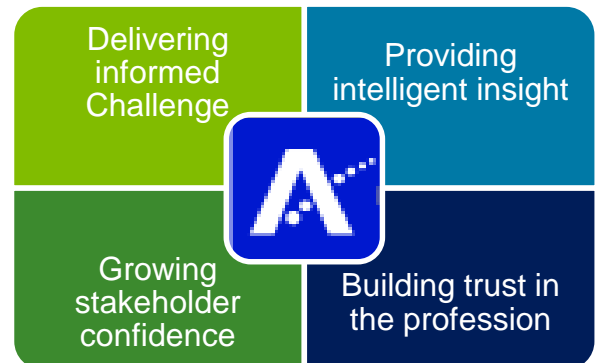 Delivering
informed
Challenge
Providing
intelligent insight
Growing
stakeholder
confidence
Building trust in
the profession